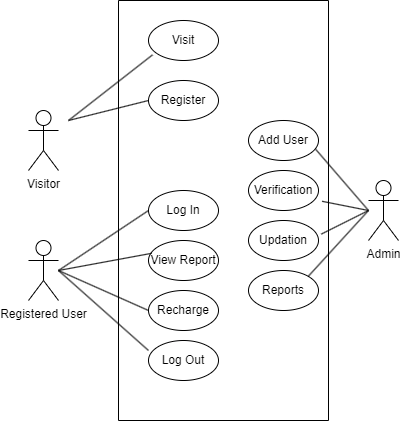 Visit
Register
Visitor
Add User
Verification
Updation
Reports
Admin
Log In
View Report
Recharge
Log Out
Registered User